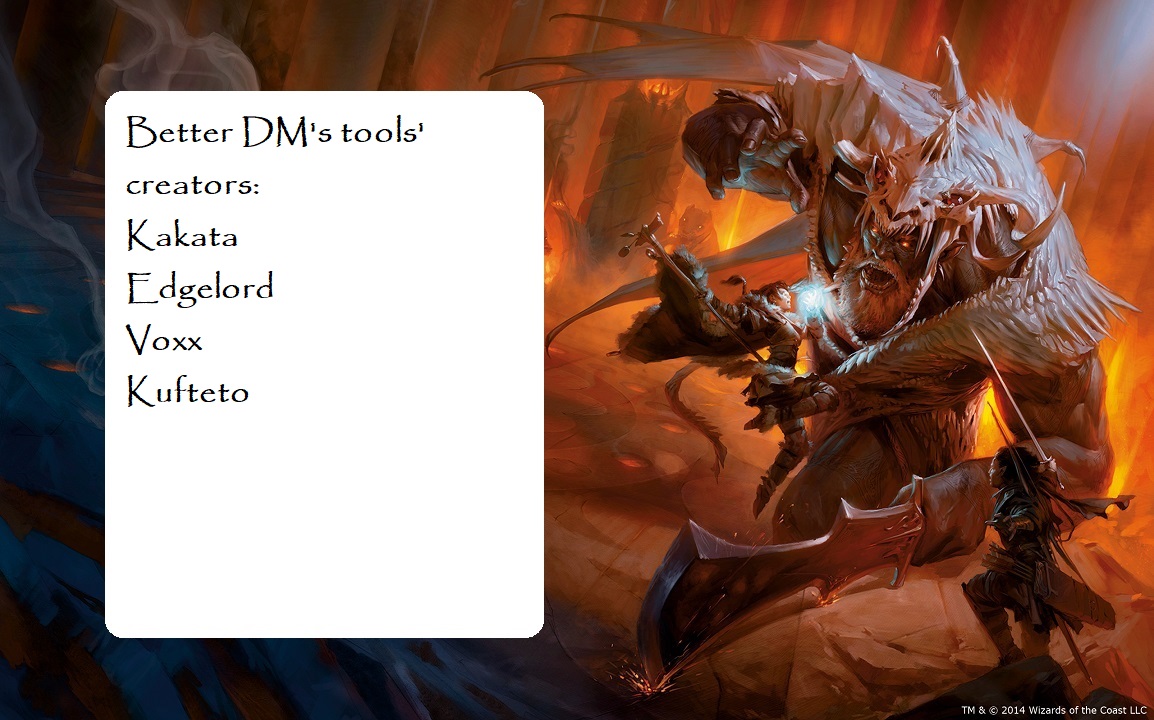 Better DM's tools'
creators:
Kakata
Edgelord
Voxx
Kufteto
TM & © 2014 Wizards of the Coast LLC